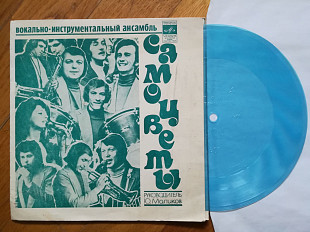 вокально-инструментальный ансамбль
самоцветы
РУКОВОДИТЕЛЬ
Ю. Маликов